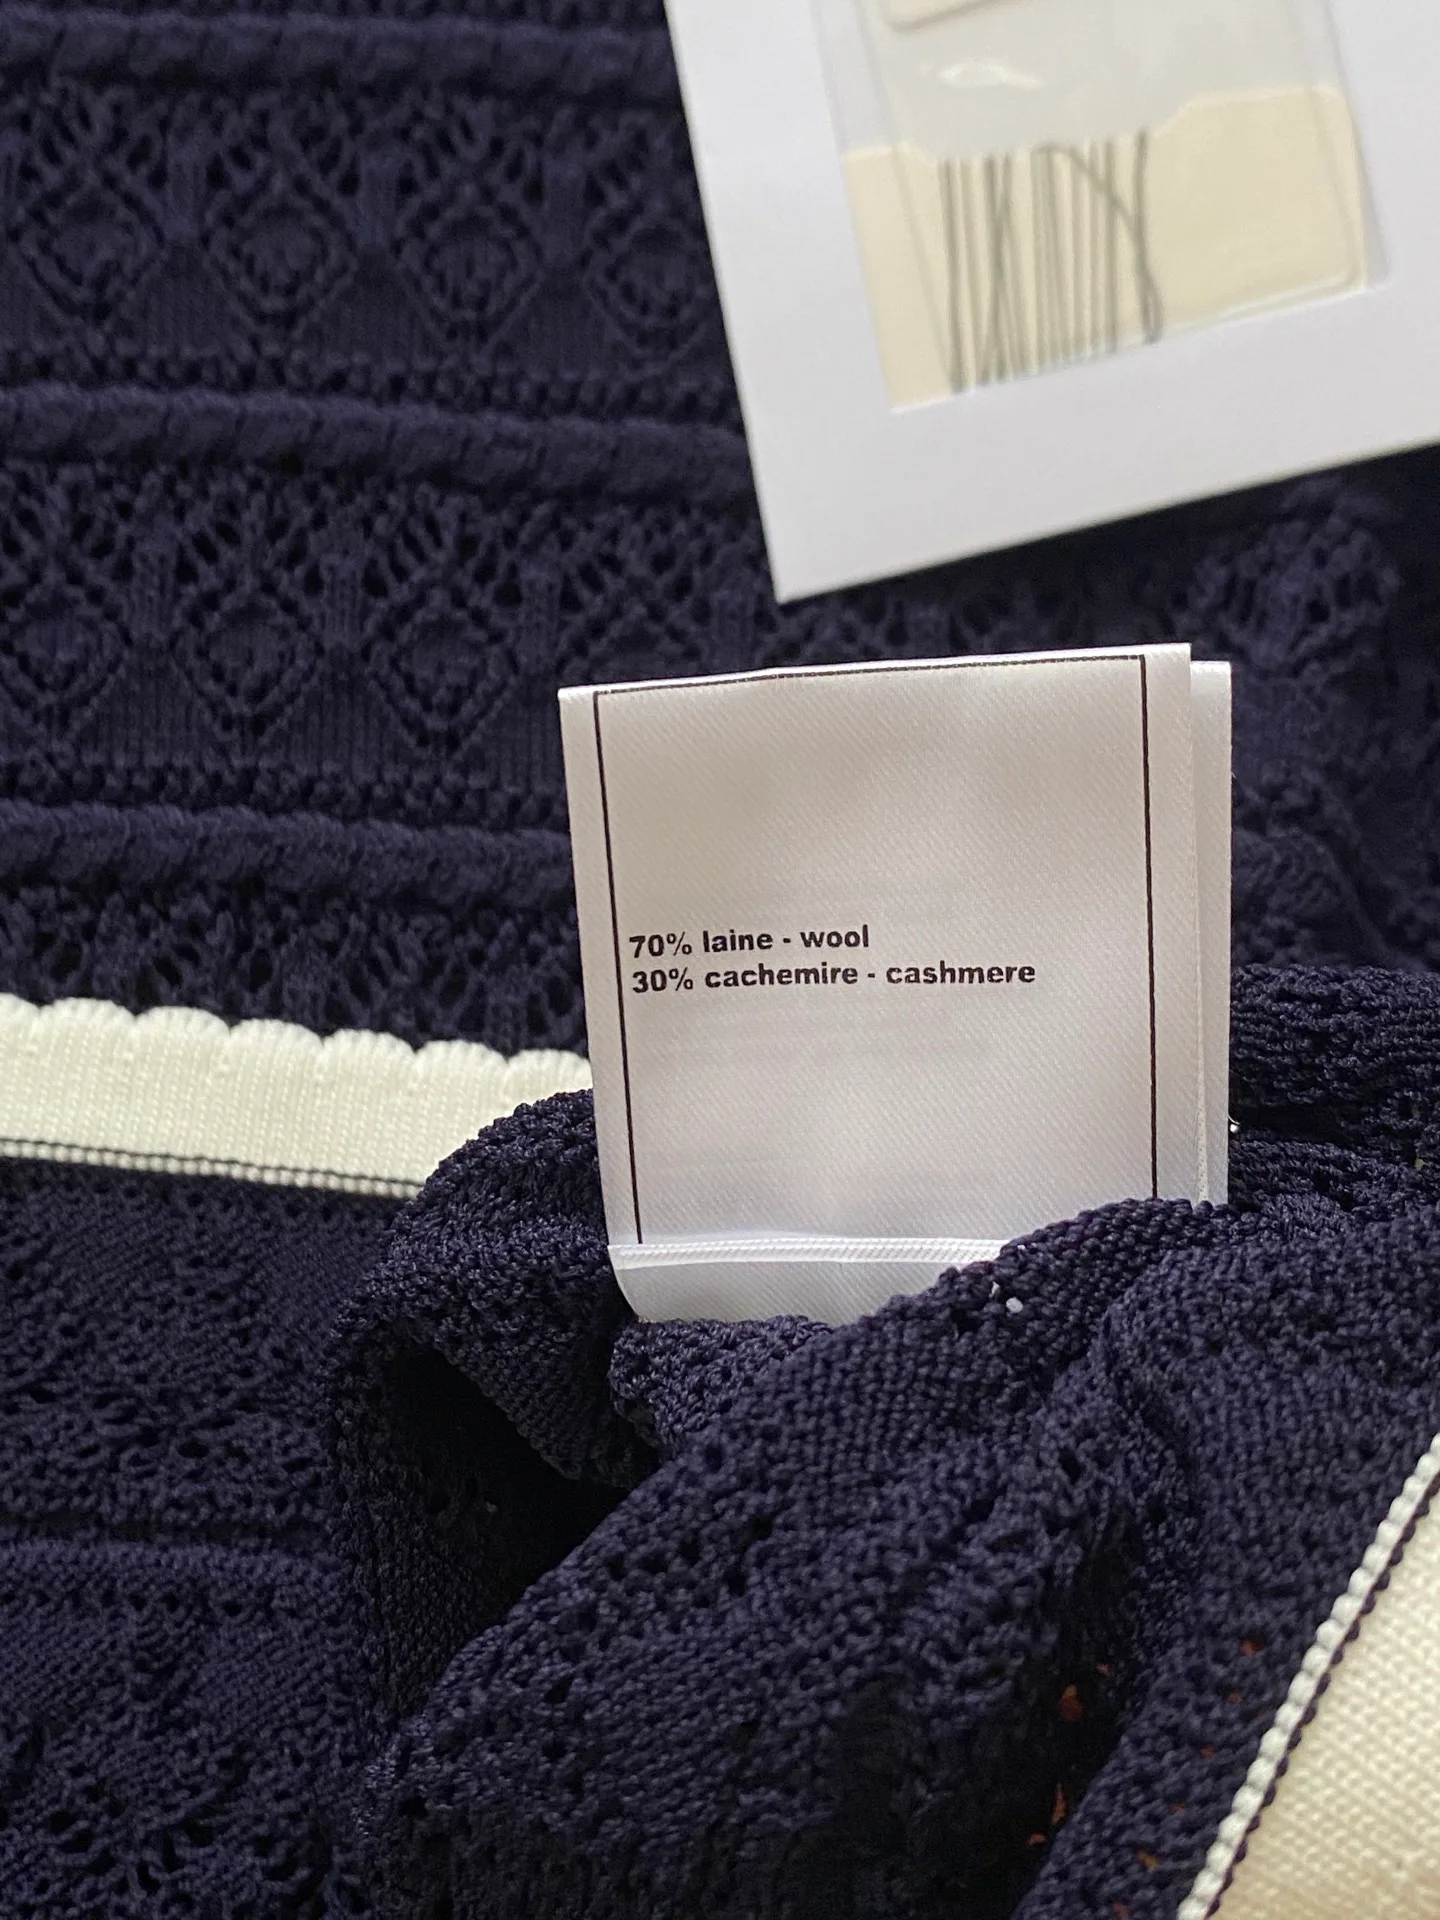 70% laine - wool
30% cachemire - cashmere